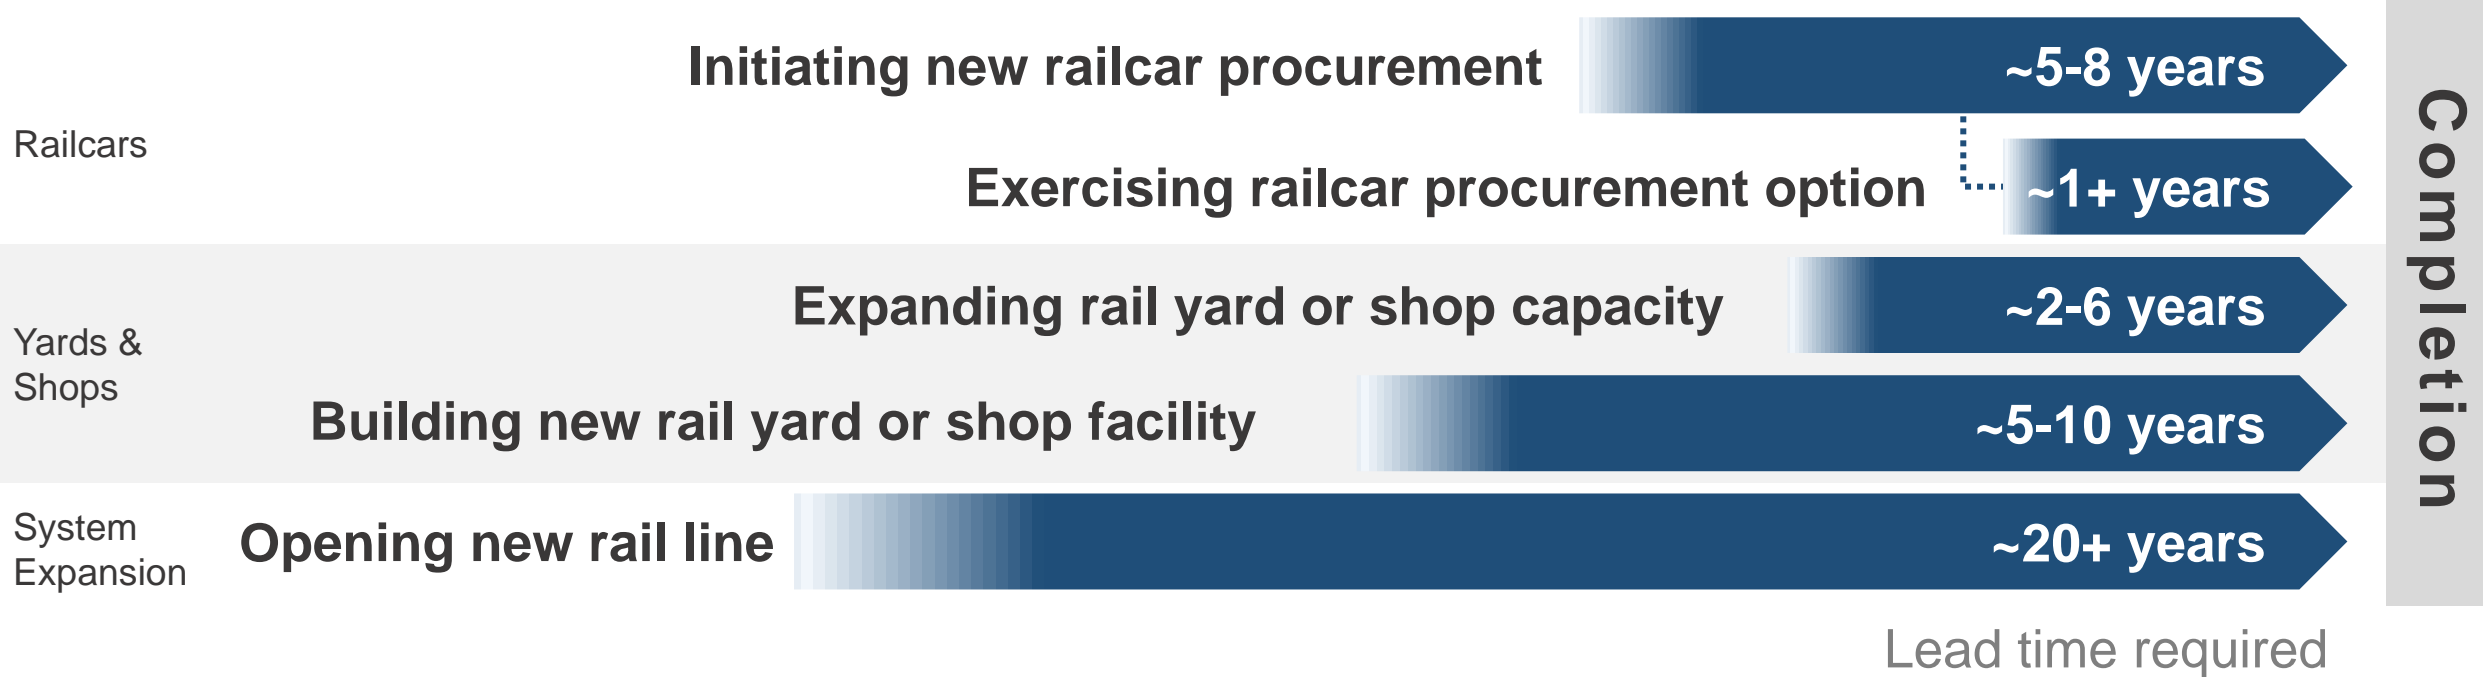 Railcars
Initiating new railcar procurement
~5-8 years
Exercising railcar procurement option
~1+ years
Yards &
Shops
Expanding rail yard or shop capacity
~2-6 years
Building new rail yard or shop facility
~5-10 years
System
Expansion
Opening new rail line
~20+ years
Completion
Lead time required